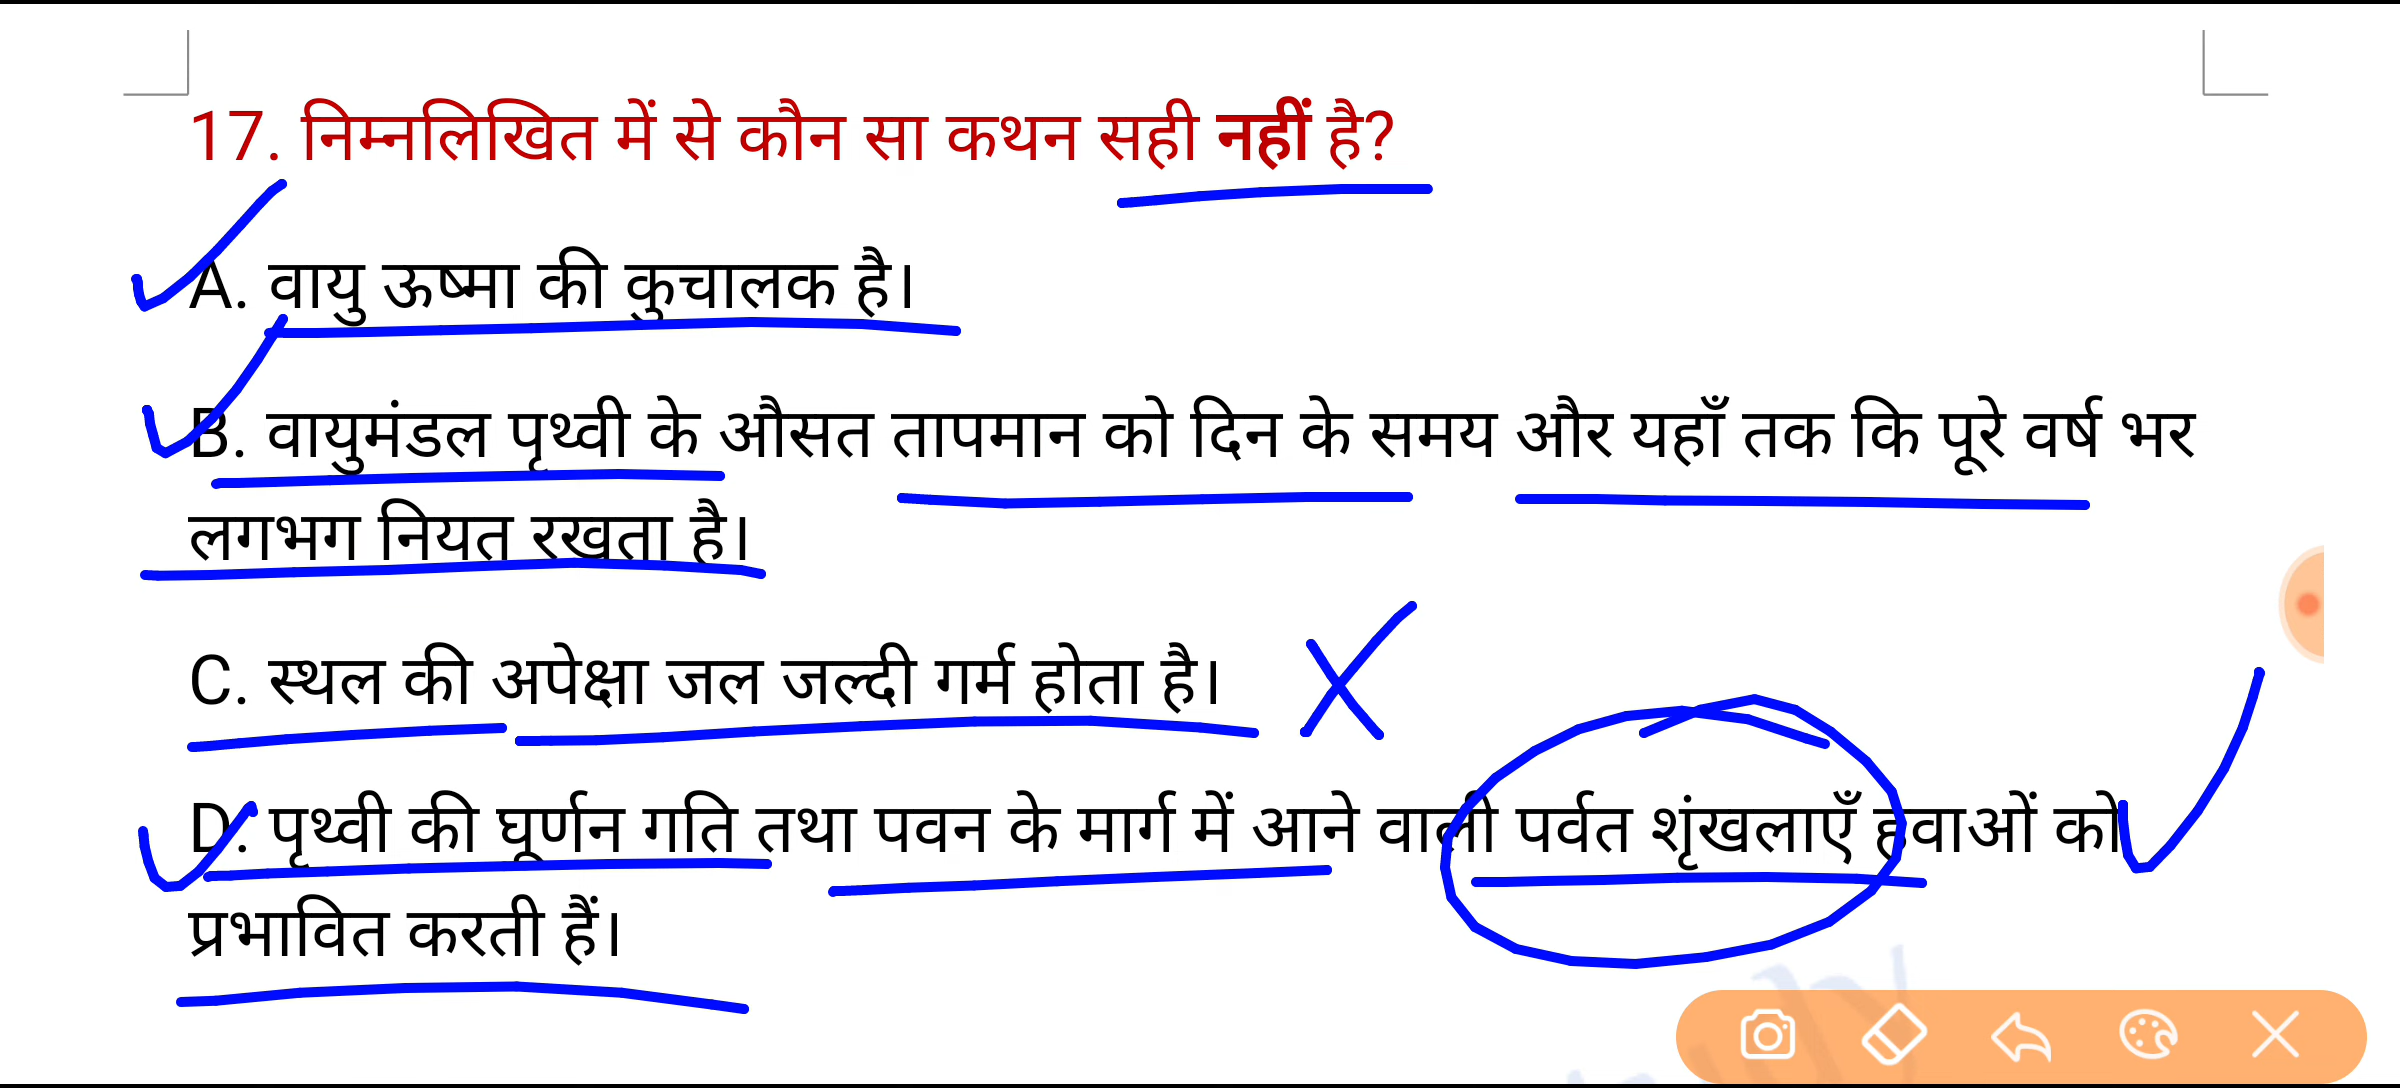 17. निम्नलिखित में से कौन सा कथन सही नहीं है?
A. वायु ऊष्मा की कुचालक है।
B. वायुमंडल पृथ्वी के औसत तापमान को दिन के समय और यहाँ तक कि पूरे वर्ष भर
लगभग नियत रखता है।
C. स्थल की अपेक्षा जल जल्दी गर्म होता है।
D. पृथ्वी की घूर्णन गति तथा पवन के मार्ग में आने वाली पर्वत शृंखलाएँ हवाओं को
प्रभावित करती हैं।